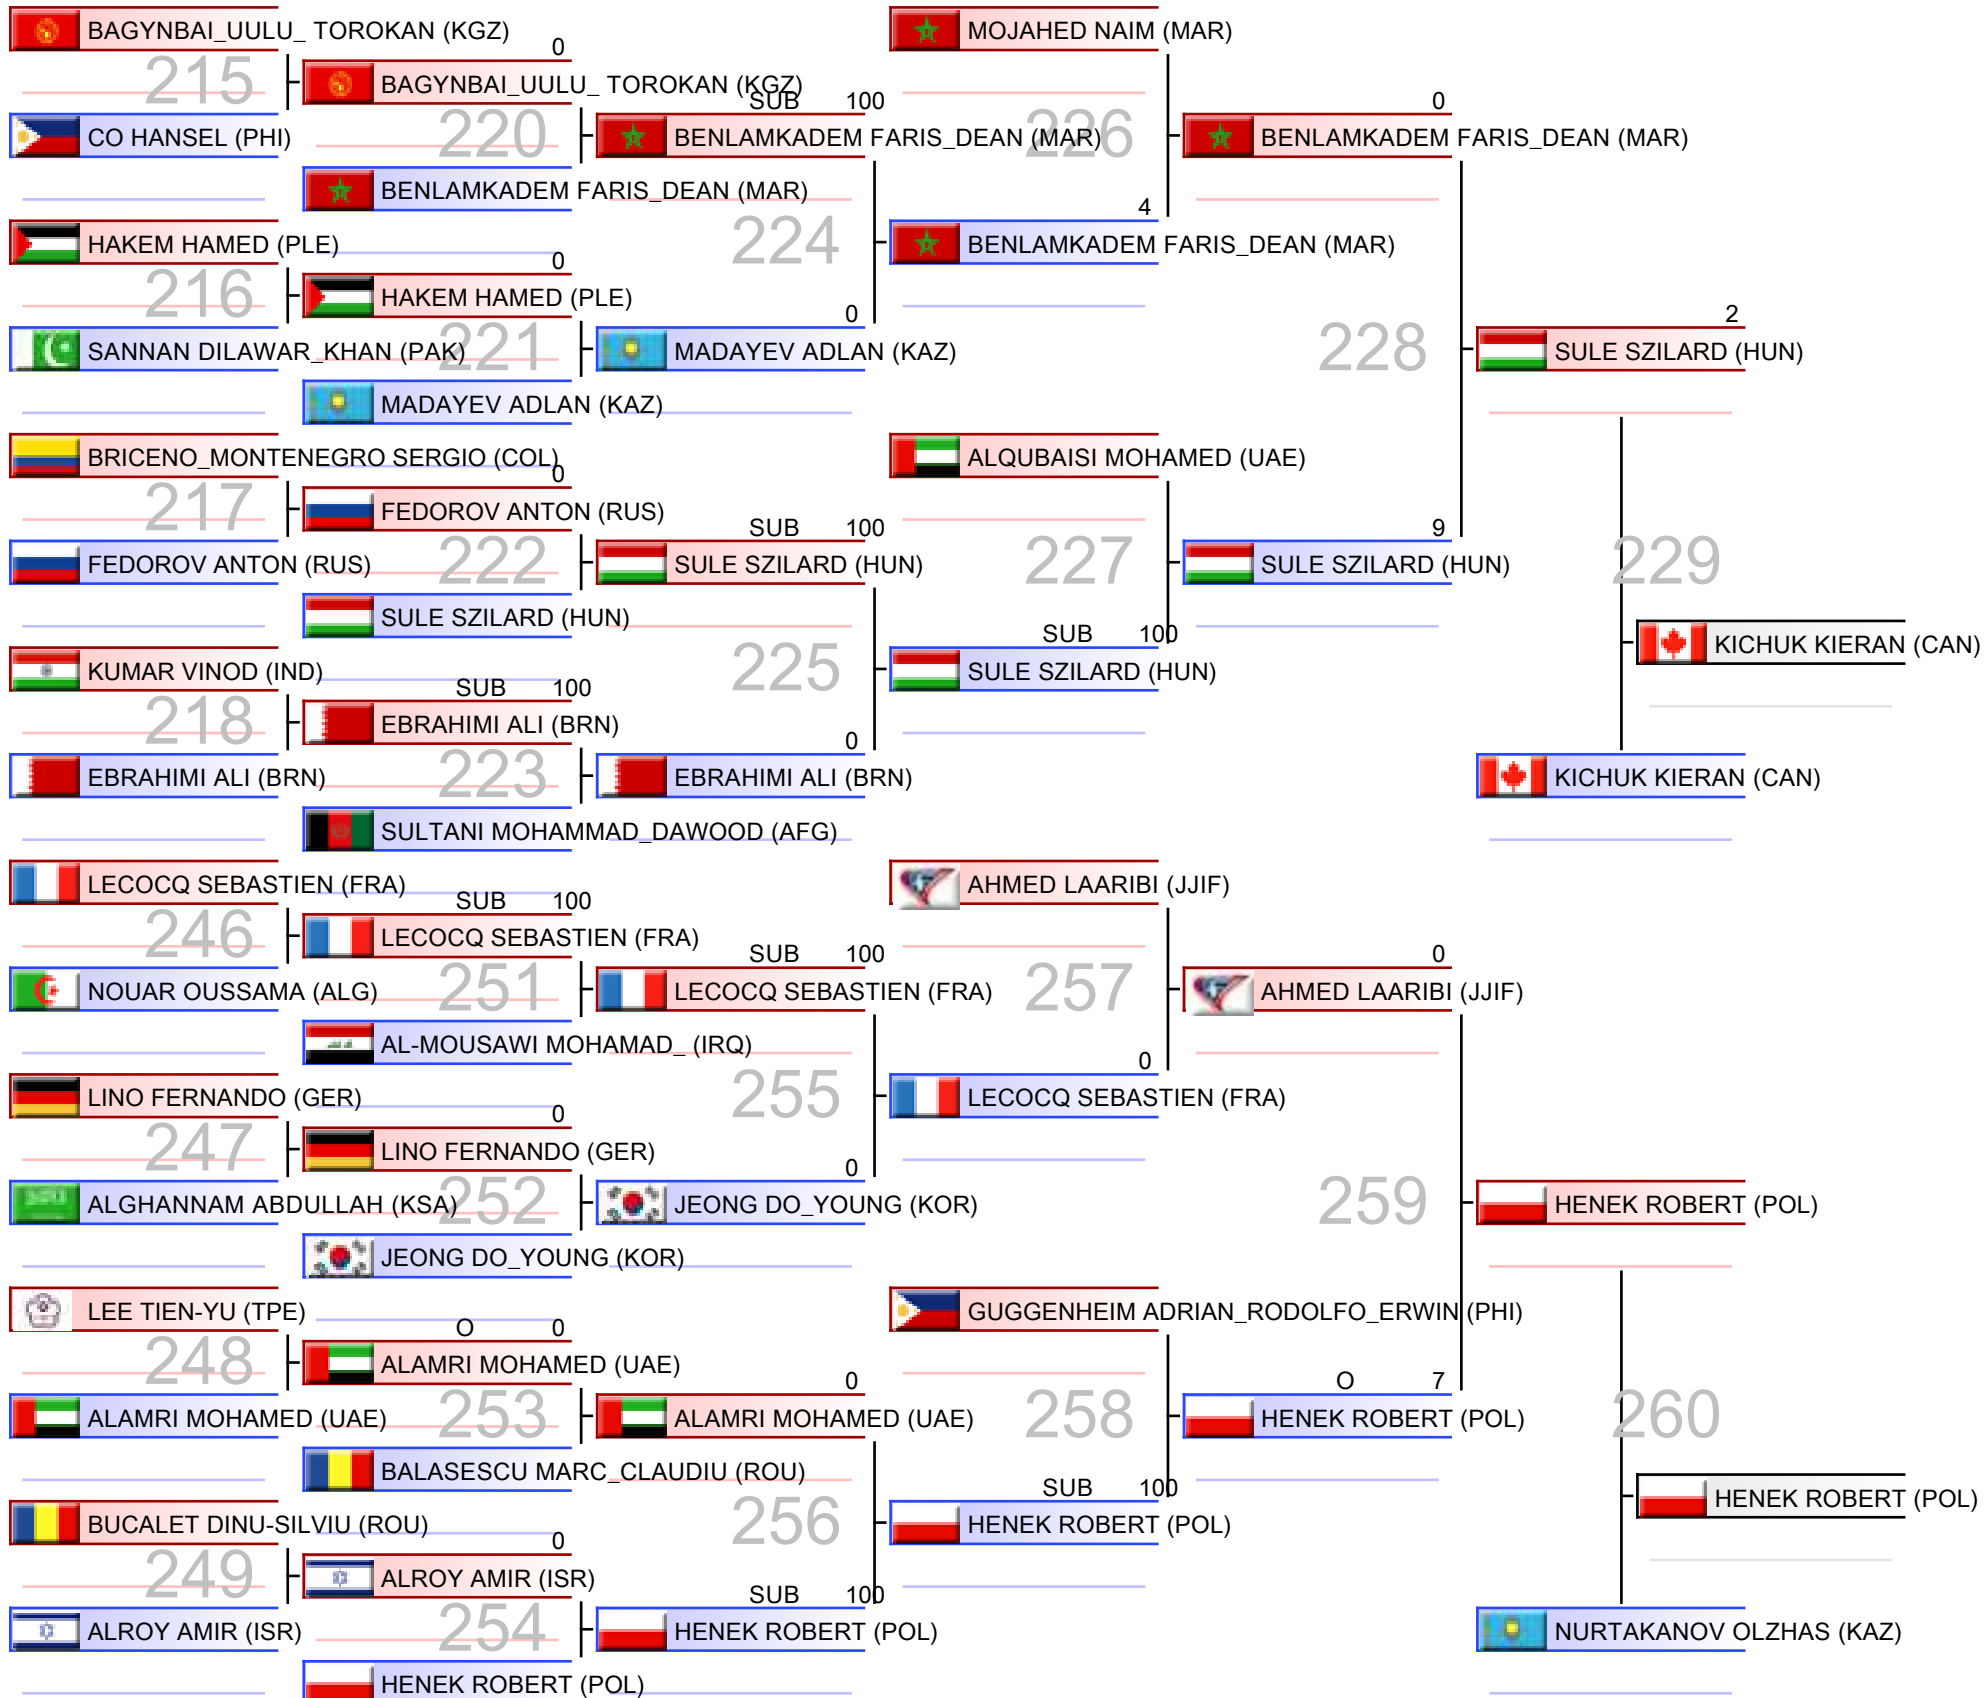 BAGYNBAI_UULU_ TOROKAN (KGZ)
215
CO HANSEL (PHI)
HAKEM HAMED (PLE)
216
SANNAN DILAWAR_KHAN (PAK)
BRICENO_MONTENEGRO SERGIO (COL)
217
FEDOROV ANTON (RUS)
KUMAR VINOD (IND)
218
EBRAHIMI ALI (BRN)
LECOCQ SEBASTIEN (FRA)
246
NOUAR OUSSAMA (ALG)
LINO FERNANDO (GER)
247
ALGHANNAM ABDULLAH (KSA)
LEE TIEN-YU (TPE)
248
ALAMRI MOHAMED (UAE)
BUCALET DINU-SILVIU (ROU)
249
ALROY AMIR (ISR)
0
BAGYNBAI_UULU_ TOROKAN (KGZ)
220
BENLAMKADEM FARIS_DEAN (MAR)
0
HAKEM HAMED (PLE)
221
MADAYEV ADLAN (KAZ)
0
FEDOROV ANTON (RUS)
222
SULE SZILARD (HUN)
SUB 100
EBRAHIMI ALI (BRN)
223
SULTANI MOHAMMAD_DAWOOD (AFG)
SUB 100
LECOCQ SEBASTIEN (FRA)
251
AL-MOUSAWI MOHAMAD_ (IRQ)
0
LINO FERNANDO (GER)
252
JEONG DO_YOUNG (KOR)
O 0
ALAMRI MOHAMED (UAE)
253
BALASESCU MARC_CLAUDIU (ROU)
0
ALROY AMIR (ISR)
254
HENEK ROBERT (POL)
SUB 100
BENLAMKADEM FARIS_DEAN (MAR)
224
0
MADAYEV ADLAN (KAZ)
SUB 100
SULE SZILARD (HUN)
225
0
EBRAHIMI ALI (BRN)
SUB 100
LECOCQ SEBASTIEN (FRA)
255
0
JEONG DO_YOUNG (KOR)
0
ALAMRI MOHAMED (UAE)
256
SUB 100
HENEK ROBERT (POL)
MOJAHED NAIM (MAR)
226
4
BENLAMKADEM FARIS_DEAN (MAR)
ALQUBAISI MOHAMED (UAE)
227
SUB 100
SULE SZILARD (HUN)
AHMED LAARIBI (JJIF)
257
0
LECOCQ SEBASTIEN (FRA)
GUGGENHEIM ADRIAN_RODOLFO_ERWIN (PHI)
258
SUB 100
HENEK ROBERT (POL)
0
BENLAMKADEM FARIS_DEAN (MAR)
228
9
SULE SZILARD (HUN)
0
AHMED LAARIBI (JJIF)
259
O 7
HENEK ROBERT (POL)
2
SULE SZILARD (HUN)
229
KICHUK KIERAN (CAN)
KICHUK KIERAN (CAN)
HENEK ROBERT (POL)
260
HENEK ROBERT (POL)
NURTAKANOV OLZHAS (KAZ)